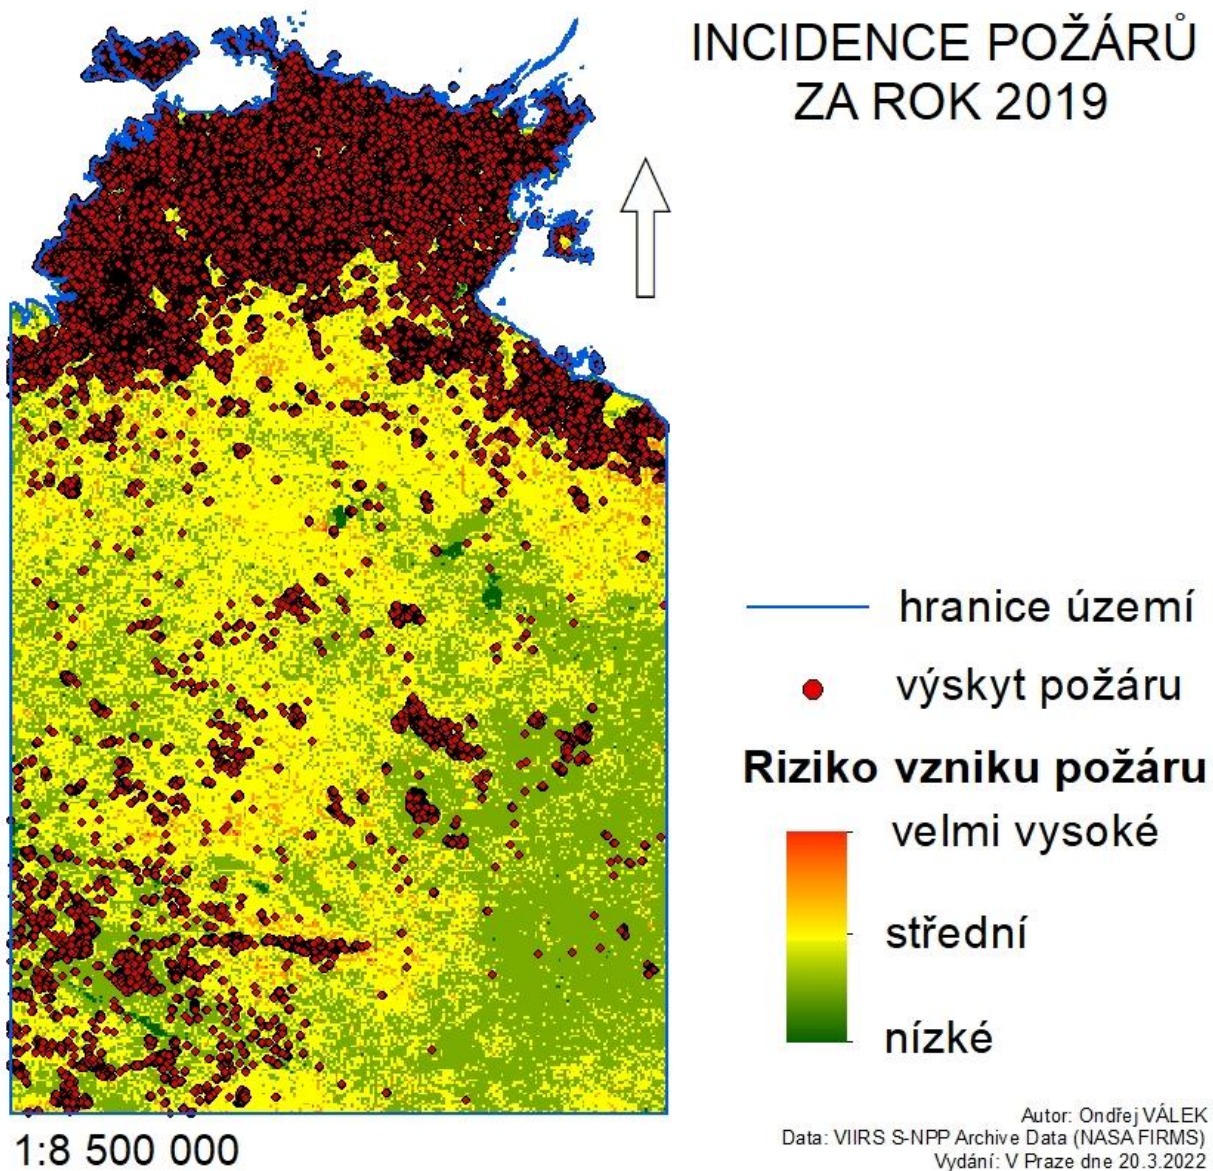 INCIDENCE POŽÁRŮ
ZA ROK 2019
hranice území
výskyt požáru
Riziko vzniku požáru
velmi vysoké
střední
nízké
1:8 500 000
Autor: Ondřej VÁLEK
Data: VIIRS S-NPP Archive Data (NASA FIRMS)
Vydání: V Praze dne 20.3.2022